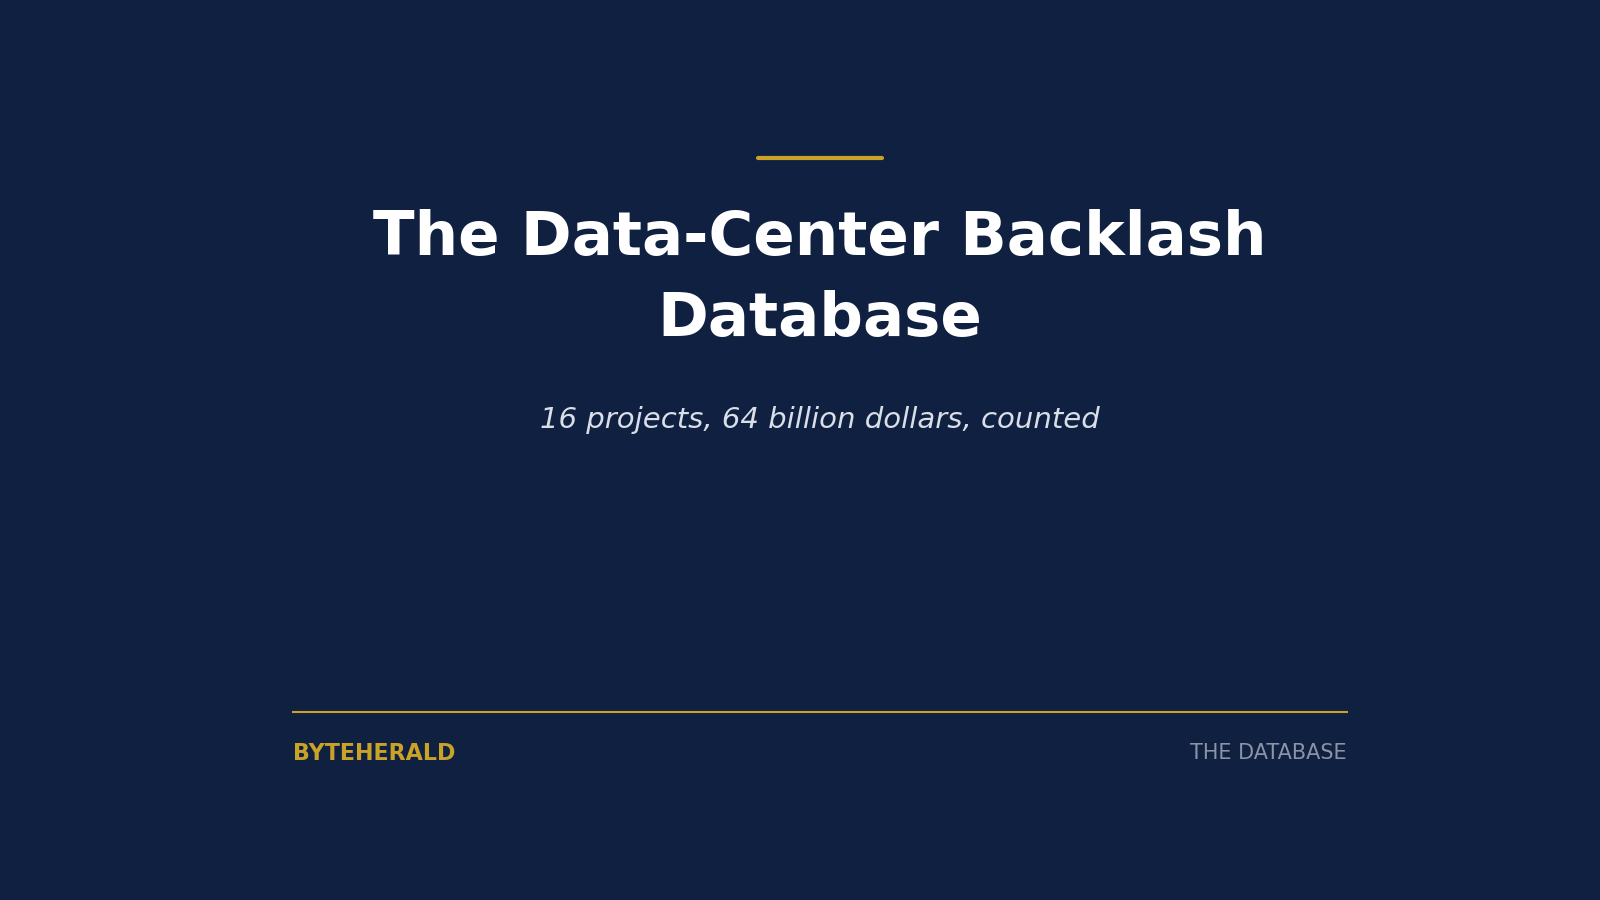 The Data-Center Backlash
Database
16 projects, 64 billion dollars, counted
BYTEHERALD
THE DATABASE